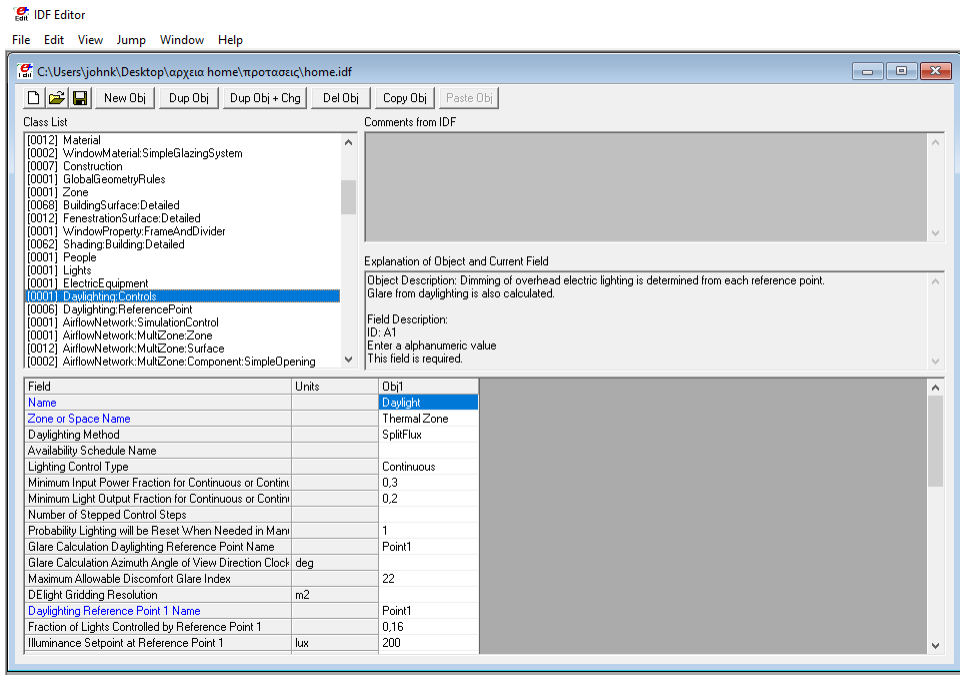 IDF Editor
File Edit View Jump Window Help
C:\Users\johnk\Desktop\αρχεια home\προτασεις\home.idf
New Obj Dup Obj Dup Obj + Chg Del Obj Copy Obj Paste Obj
Class List
[0012] Material
[0002] WindowMaterial:SimpleGlazingSystem
[0007] Construction
[0001] GlobalGeometryRules
[0001] Zone
[0068] BuildingSurface:Detailed
[0012] FenestrationSurface:Detailed
[0001] WindowProperty:FrameAndDivider
[0062] Shading:Building:Detailed
[0001] People
[0001] Lights
[0001] ElectricEquipment
[0001] Daylighting:Controls
[0006] Daylighting:ReferencePoint
[0001] AirflowNetwork:SimulationControl
[0001] AirflowNetwork:MultiZone:Zone
[0012] AirflowNetwork:MultiZone:Surface
[0002] AirflowNetwork:MultiZone:Component:SimpleOpening
Comments from IDF
Explanation of Object and Current Field
Object Description: Dimming of overhead electric lighting is determined from each reference point.
Glare from daylighting is also calculated.
Field Description:
ID: A1
Enter a alphanumeric value
This field is required.
Field Units Obj1
Name Daylight
Zone or Space Name Thermal Zone
Daylighting Method SplitFlux
Availability Schedule Name
Lighting Control Type Continuous
Minimum Input Power Fraction for Continuous or Continu 0,3
Minimum Light Output Fraction for Continuous or Contin 0,2
Number of Stepped Control Steps
Probability Lighting will be Reset When Needed in Manu 1
Glare Calculation Daylighting Reference Point Name Point1
Glare Calculation Azimuth Angle of View Direction Clock deg
Maximum Allowable Discomfort Glare Index 22
DElight Gridding Resolution m2
Daylighting Reference Point 1 Name Point1
Fraction of Lights Controlled by Reference Point 1 0,16
Illuminance Setpoint at Reference Point 1 lux 200